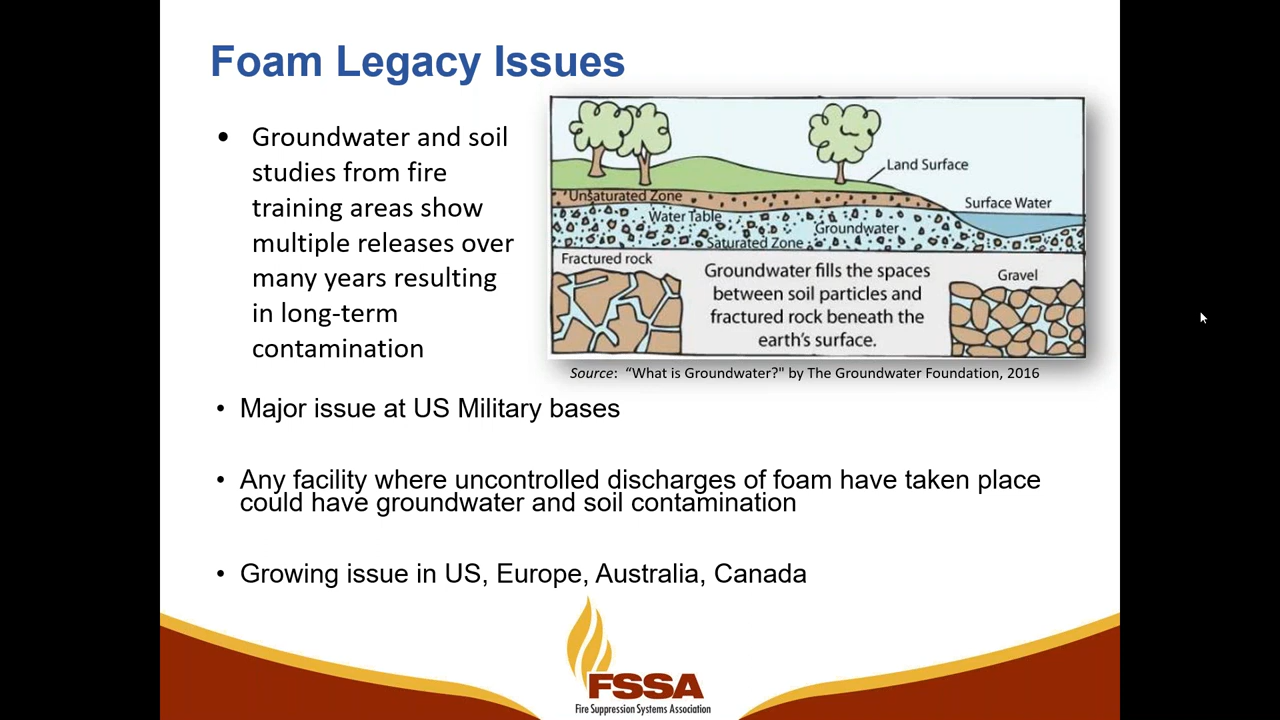 Foam Legacy Issues
• Groundwater and soil
studies from fire
training areas show
multiple releases over
many years resulting
in long-term
contamination
Land Surface
Unsaturated Zone
Surface Water
Water Table
Groundwater
Saturated Zone
Fractured rock
Gravel
Groundwater fills the spaces
between soil particles and
fractured rock beneath the
earth's surface.
Source: “What is Groundwater?" by The Groundwater Foundation, 2016
• Major issue at US Military bases
• Any facility where uncontrolled discharges of foam have taken place
could have groundwater and soil contamination
• Growing issue in US, Europe, Australia, Canada
FSSA
Fire Suppression Systems Association